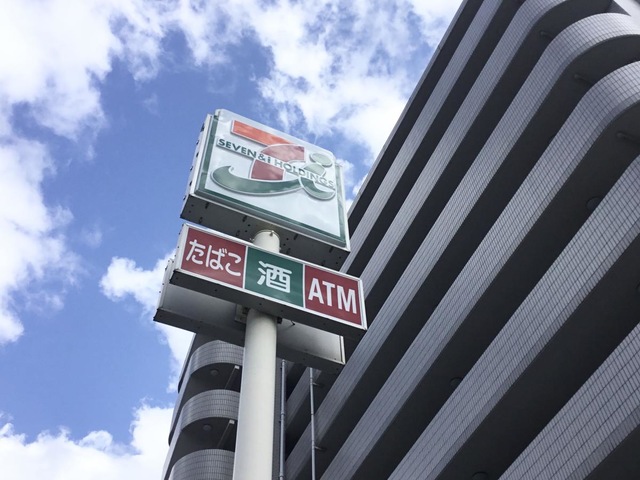 SEVEN & i HOLDINGS
たばこ 酒 ATM